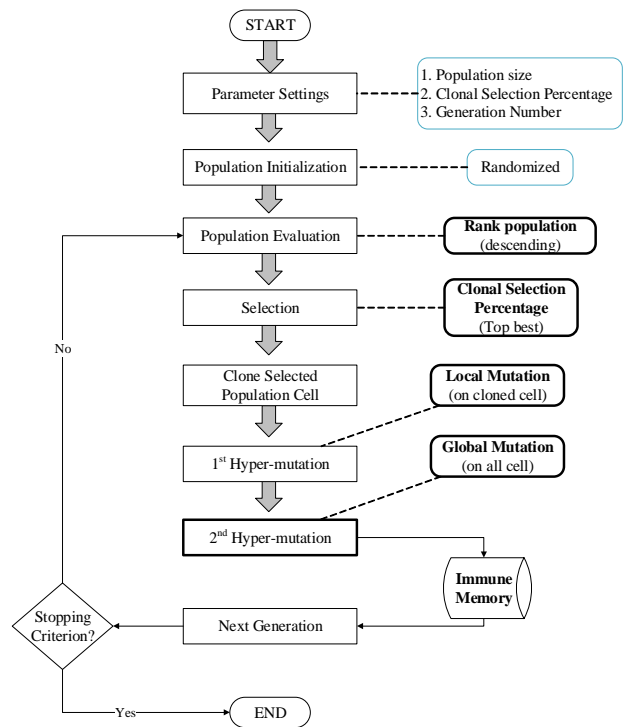 START
Parameter Settings
1. Population size
2. Clonal Selection Percentage
3. Generation Number
Population Initialization
Randomized
Population Evaluation
Rank population
(descending)
Selection
Clonal Selection
Percentage
(Top best)
No
Clone Selected
Population Cell
Local Mutation
(on cloned cell)
1st Hyper-mutation
Global Mutation
(on all cell)
2nd Hyper-mutation
Immune
Memory
Stopping
Criterion?
Next Generation
Yes
END